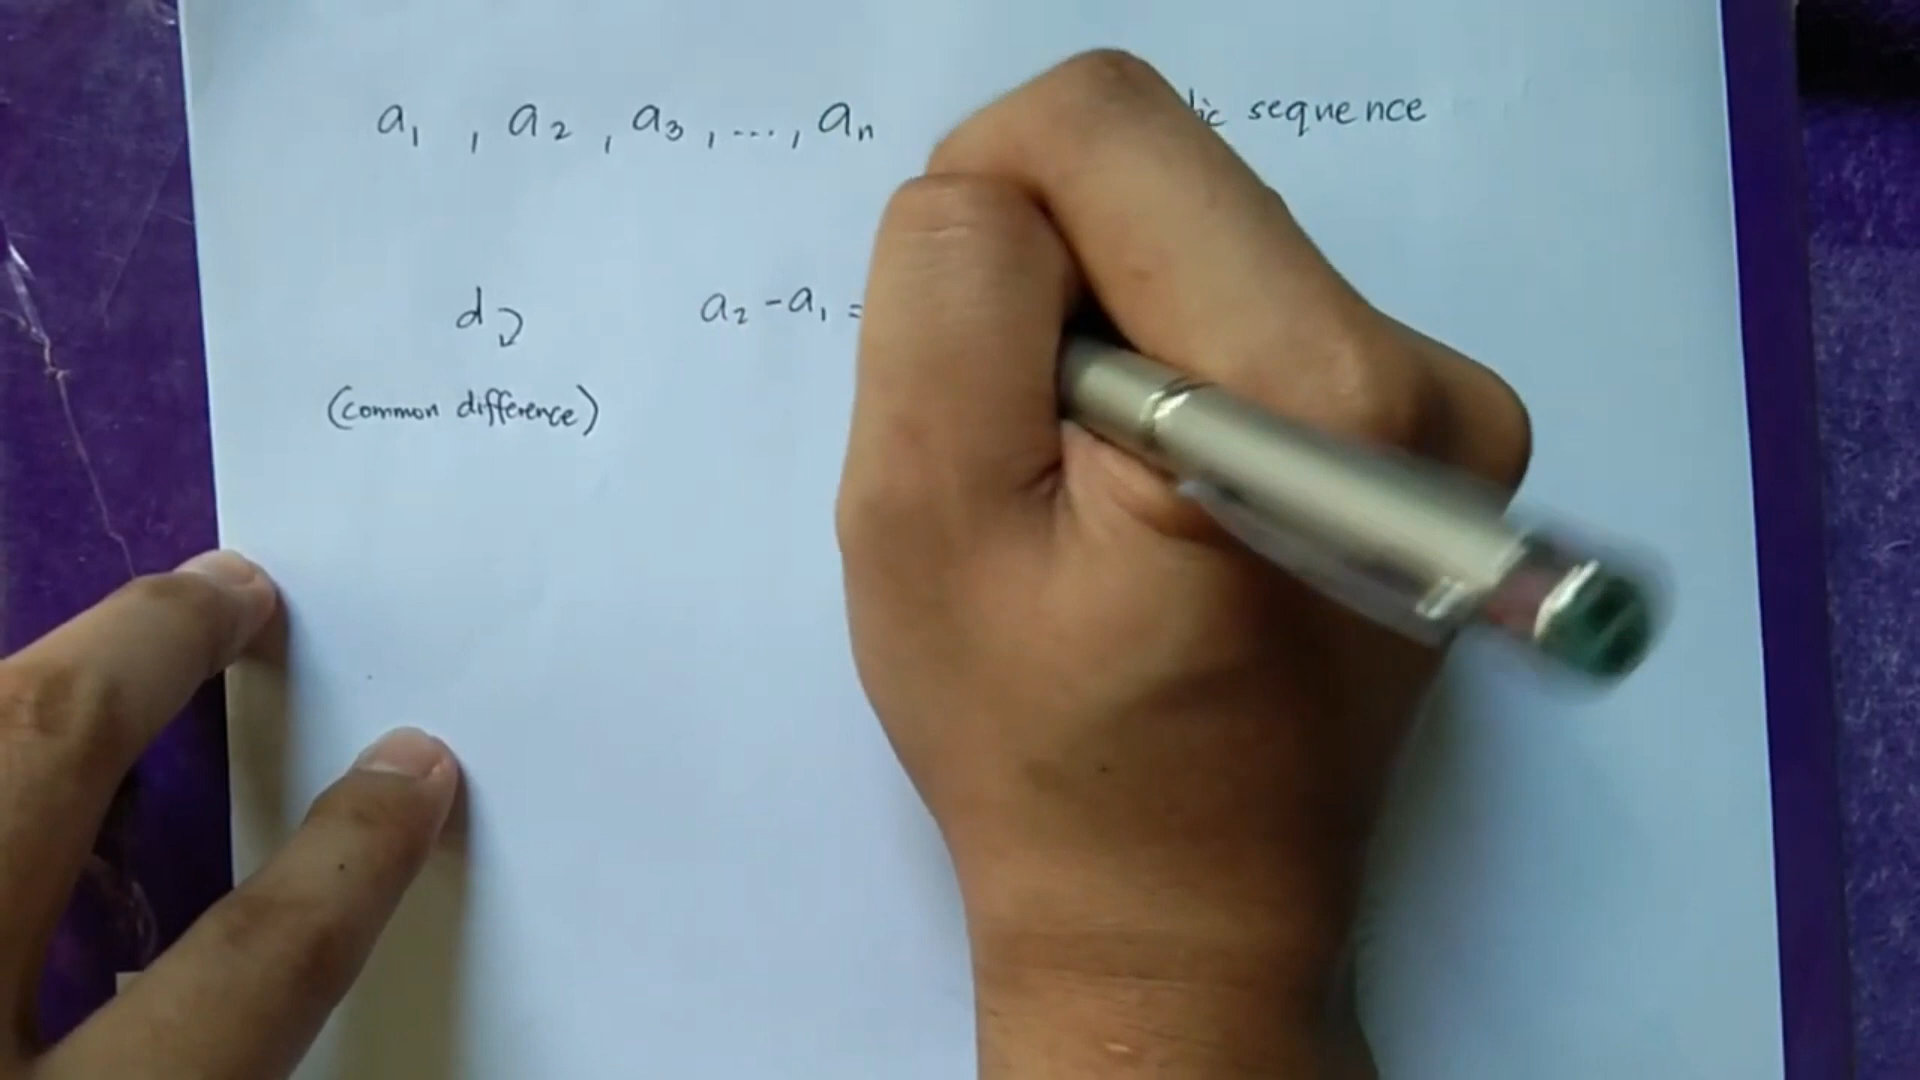 a₁ , a₂ , a₃ , ... , aₙ sequence
d a₂ - a₁ =
(common difference)